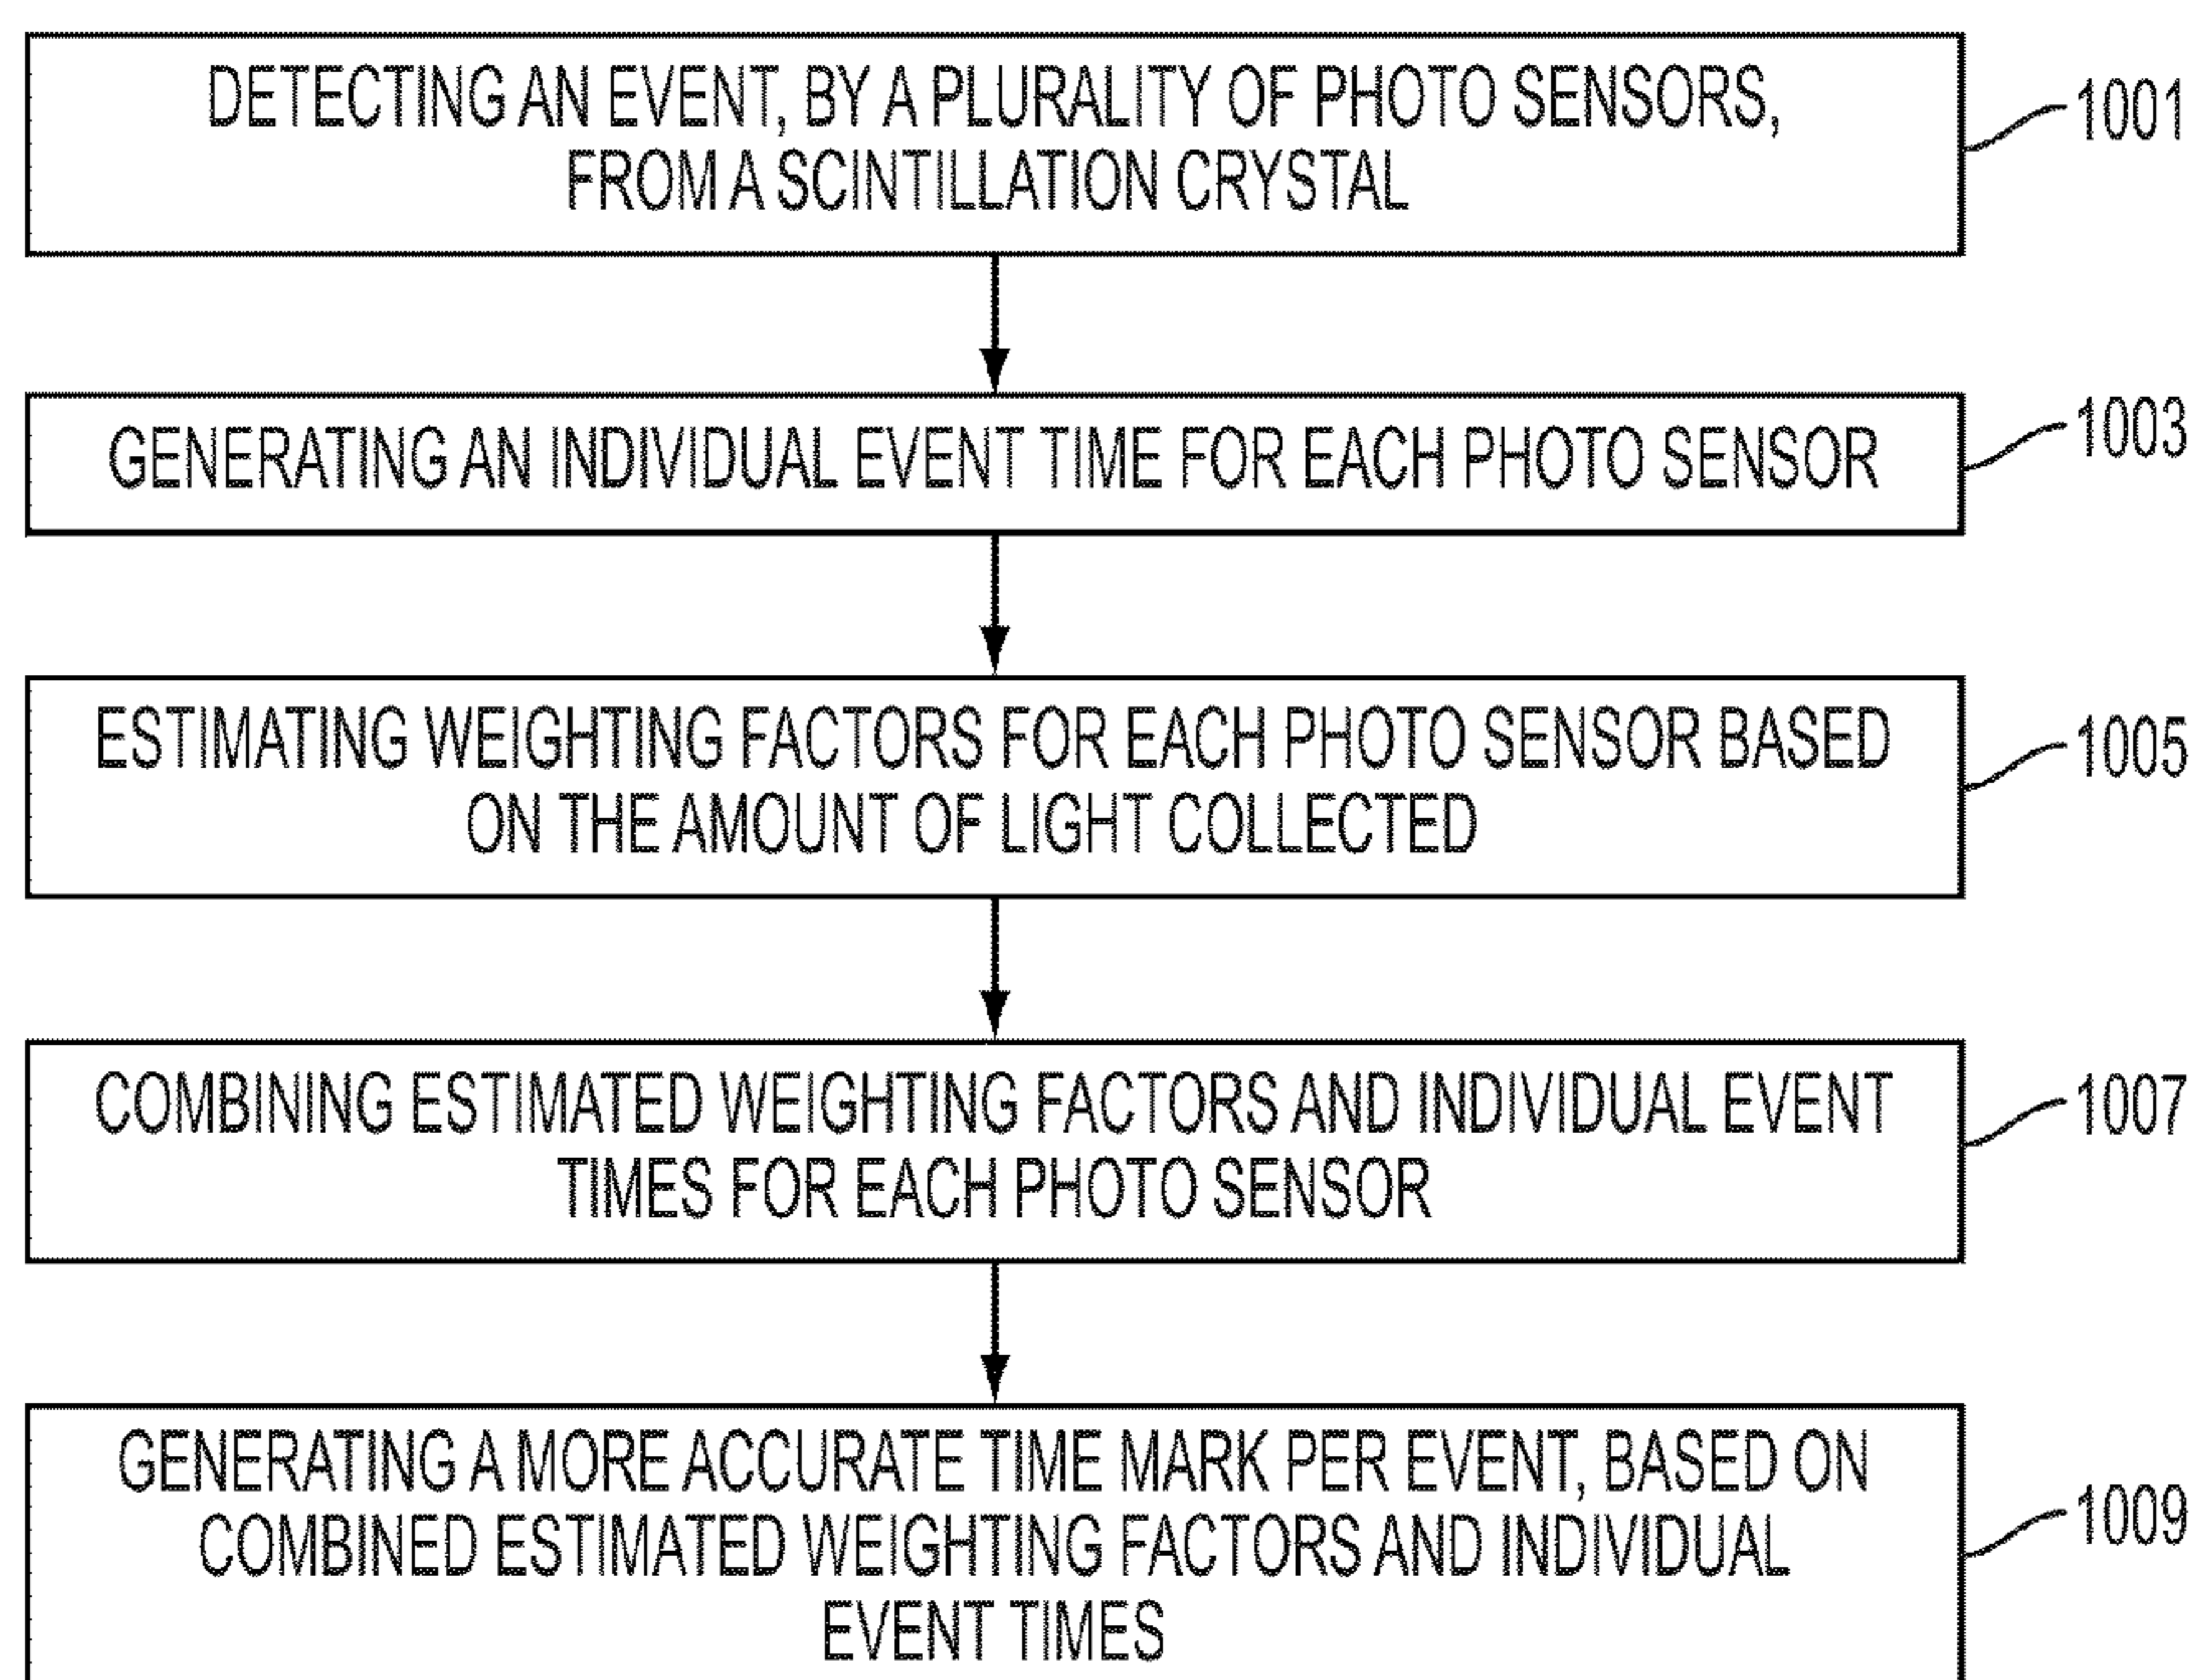 DETECTING AN EVENT, BY A PLURALITY OF PHOTO SENSORS,
FROM A SCINTILLATION CRYSTAL
1001
GENERATING AN INDIVIDUAL EVENT TIME FOR EACH PHOTO SENSOR
1003
ESTIMATING WEIGHTING FACTORS FOR EACH PHOTO SENSOR BASED
ON THE AMOUNT OF LIGHT COLLECTED
1005
COMBINING ESTIMATED WEIGHTING FACTORS AND INDIVIDUAL EVENT
TIMES FOR EACH PHOTO SENSOR
1007
GENERATING A MORE ACCURATE TIME MARK PER EVENT, BASED ON
COMBINED ESTIMATED WEIGHTING FACTORS AND INDIVIDUAL
EVENT TIMES
1009